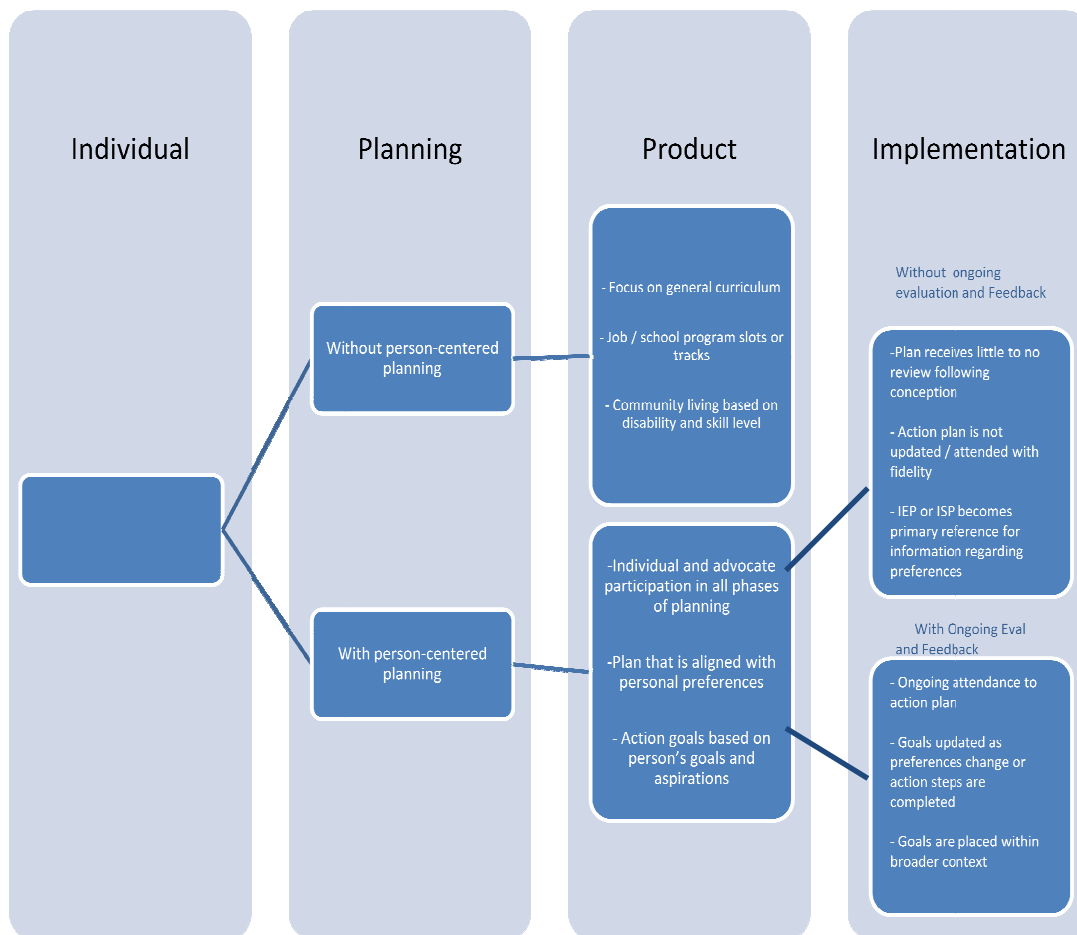 Individual
Planning
Product
Implementation
Without person-centered
planning
With person-centered
planning
- Focus on general curriculum
- Job / school program slots or
tracks
- Community living based on
disability and skill level
-Individual and advocate
participation in all phases
of planning
-Plan that is aligned with
personal preferences
- Action goals based on
person's goals and
aspirations
Without ongoing
evaluation and Feedback
-Plan receives little to no
review following
conception
- Action plan is not
updated / attended with
fidelity
- IEP or ISP becomes
primary reference for
information regarding
preferences
With Ongoing Eval
and Feedback
- Ongoing attendance to
action plan
- Goals updated as
preferences change or
action steps are
completed
- Goals are placed within
broader context